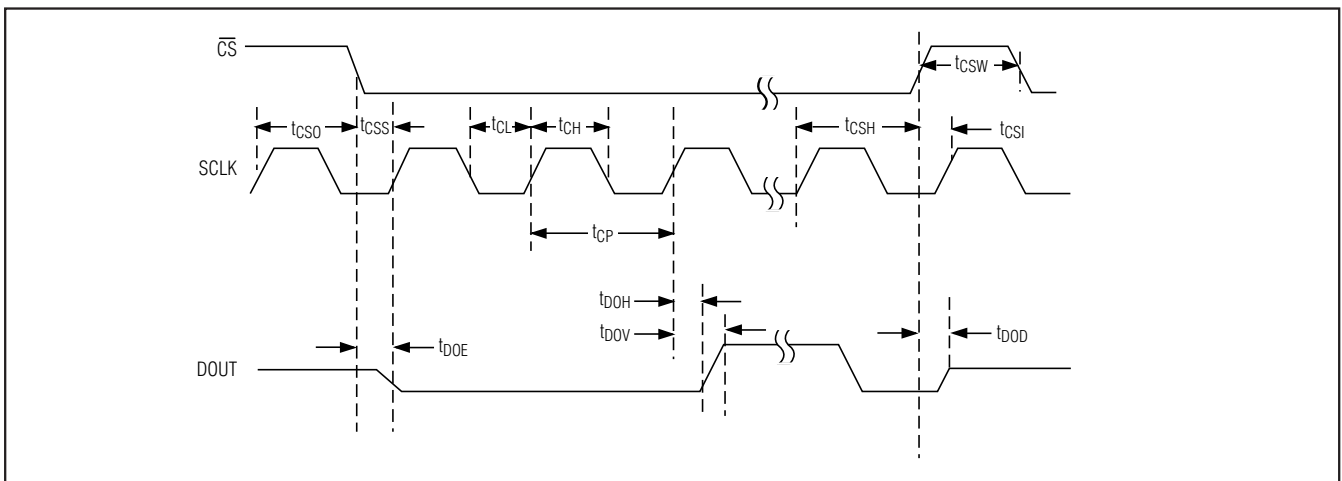 CS
tCSW
tCSO
tCSS
tCL
tCH
tCSH
tCSI
SCLK
tCP
tDOH
tDOV
tDOE
tDOD
DOUT